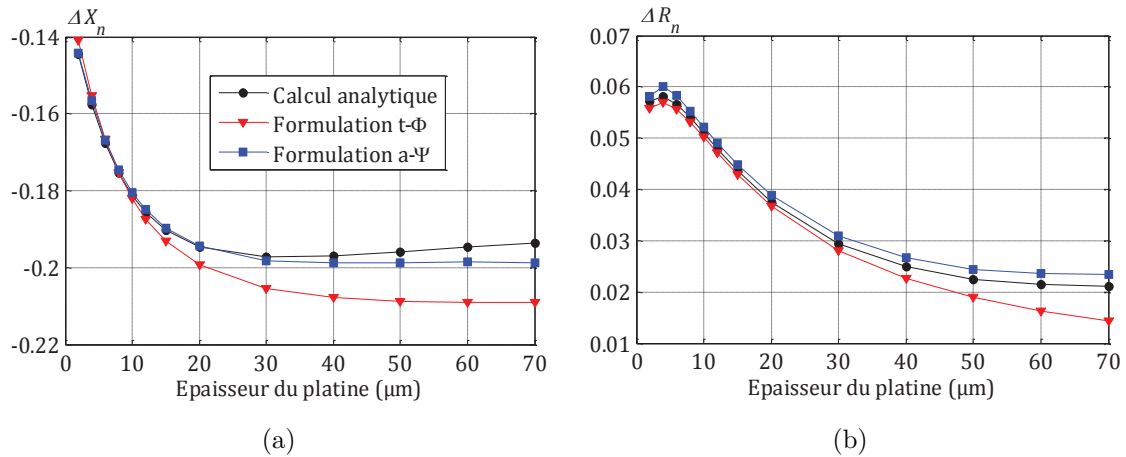 ΔX_n
-0.14
-0.16
-0.18
-0.2
-0.22
0 10 20 30 40 50 60 70
Epaisseur du platine (µm)
Calcul analytique
Formulation t-Φ
Formulation a-Ψ
(a)
ΔR_n
0.07
0.06
0.05
0.04
0.03
0.02
0.01
0 10 20 30 40 50 60 70
Epaisseur du platine (µm)
(b)